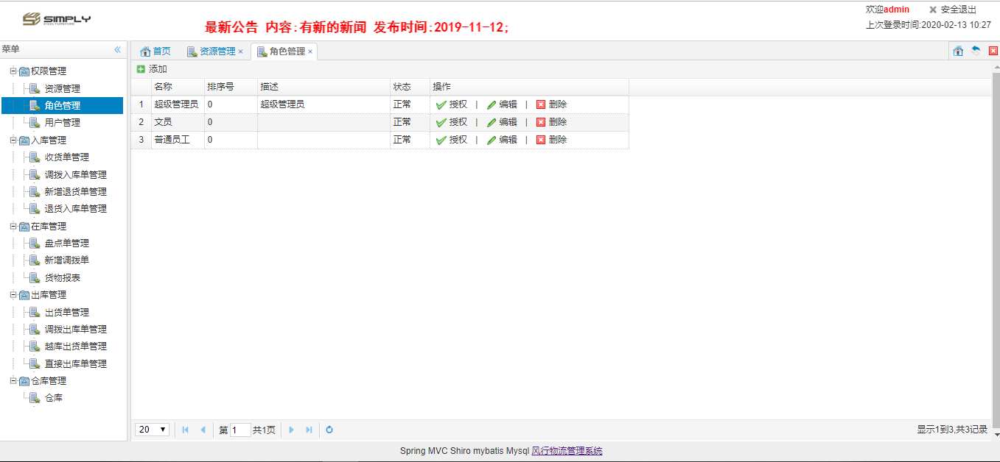 SIMPLY
最新公告 内容:有新的新闻 发布时间:2019-11-12;
欢迎admin 安全退出
上次登录时间:2020-02-13 10:27
菜单
首页 资源管理 角色管理
添加
权限管理
资源管理
角色管理
用户管理
入库管理
收货单管理
调拨入库单管理
新增退货单管理
退货入库单管理
在库管理
盘点单管理
新增调拨单
货物报表
出库管理
出货单管理
调拨出库单管理
越库出货单管理
直接出库单管理
仓库管理
仓库
名称 排序号 描述 状态 操作
1 超级管理员 0 超级管理员 正常 授权 | 编辑 | 删除
2 文员 0 正常 授权 | 编辑 | 删除
3 普通员工 0 正常 授权 | 编辑 | 删除
20 第 1 共1页 显示1到3,共3记录
Spring MVC Shiro mybatis Mysql 风行物流管理系统